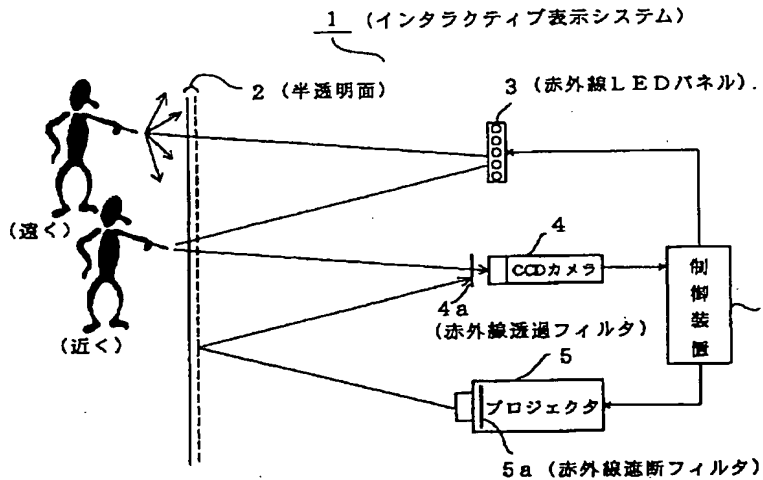 1 (インタラクティブ表示システム)
2 (半透明面)
3 (赤外線LEDパネル).
(遠く)
(近く)
4
CCDカメラ
4a
(赤外線透過フィルタ)
制御装置
5
プロジェクタ
5a (赤外線遮断フィルタ)